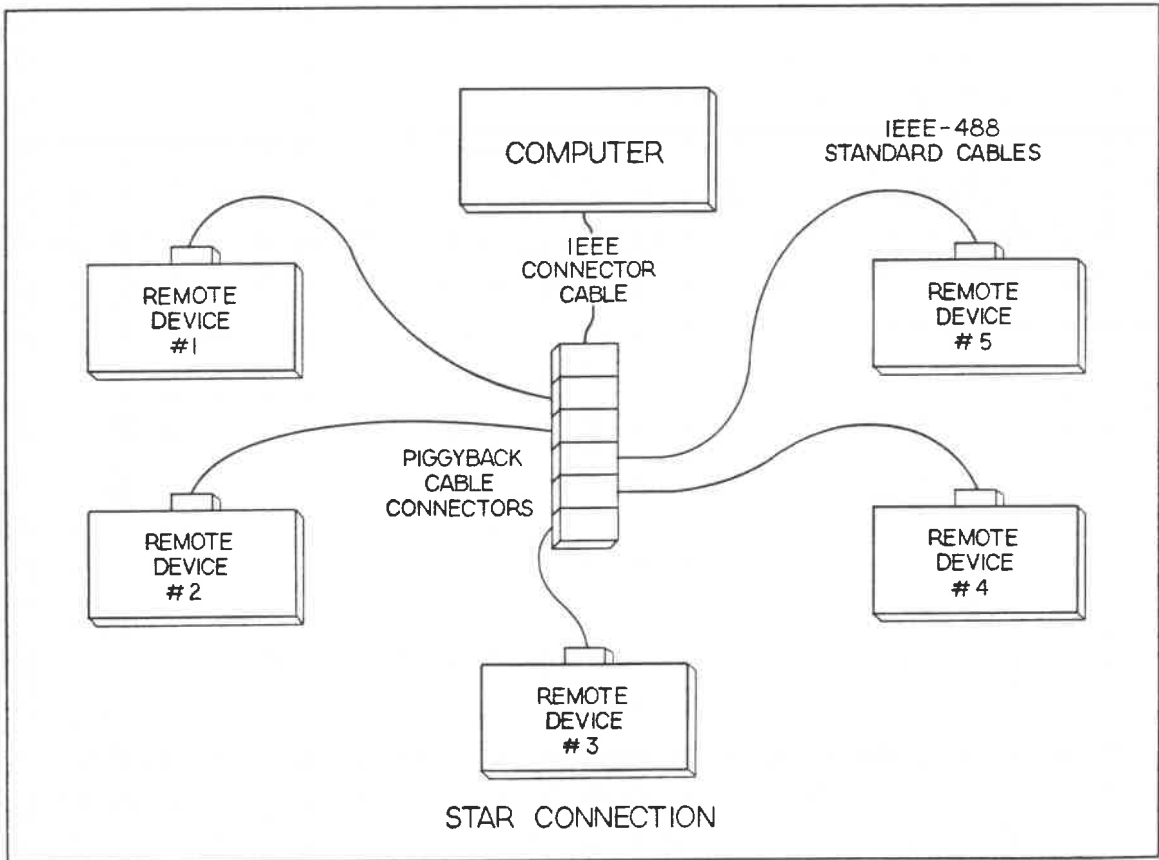 COMPUTER
IEEE-488
STANDARD CABLES
IEEE
CONNECTOR
CABLE
REMOTE
DEVICE
#1
REMOTE
DEVICE
#5
PIGGYBACK
CABLE
CONNECTORS
REMOTE
DEVICE
#2
REMOTE
DEVICE
#4
REMOTE
DEVICE
#3
STAR CONNECTION